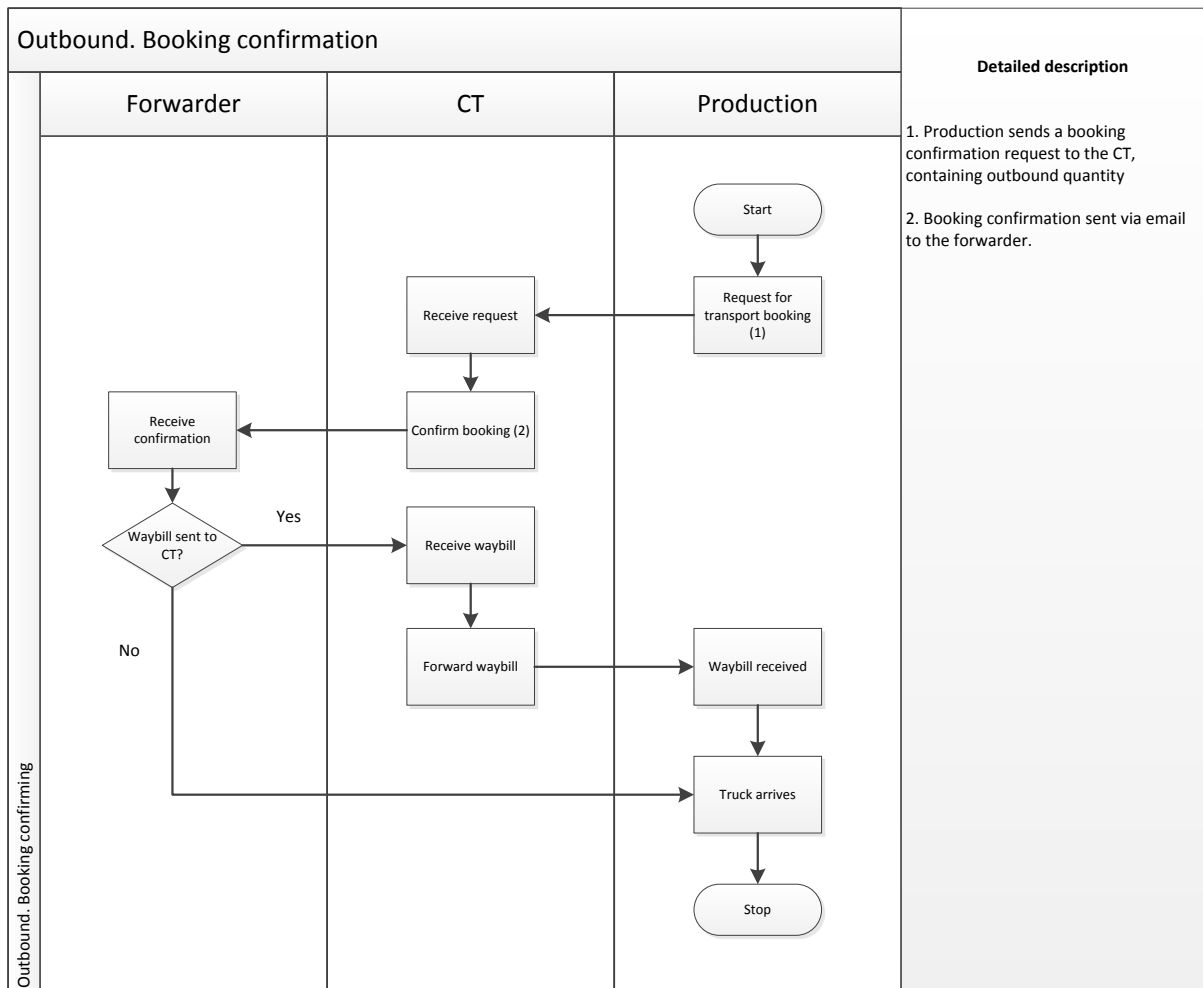 Outbound. Booking confirmation
Detailed description
Forwarder
CT
Production
1. Production sends a booking
confirmation request to the CT,
containing outbound quantity
2. Booking confirmation sent via email
to the forwarder.
Start
Receive request
Request for
transport booking
(1)
Receive
confirmation
Confirm booking (2)
Waybill sent to
CT?
Yes
Receive waybill
No
Forward waybill
Waybill received
Truck arrives
Stop
Outbound. Booking confirming